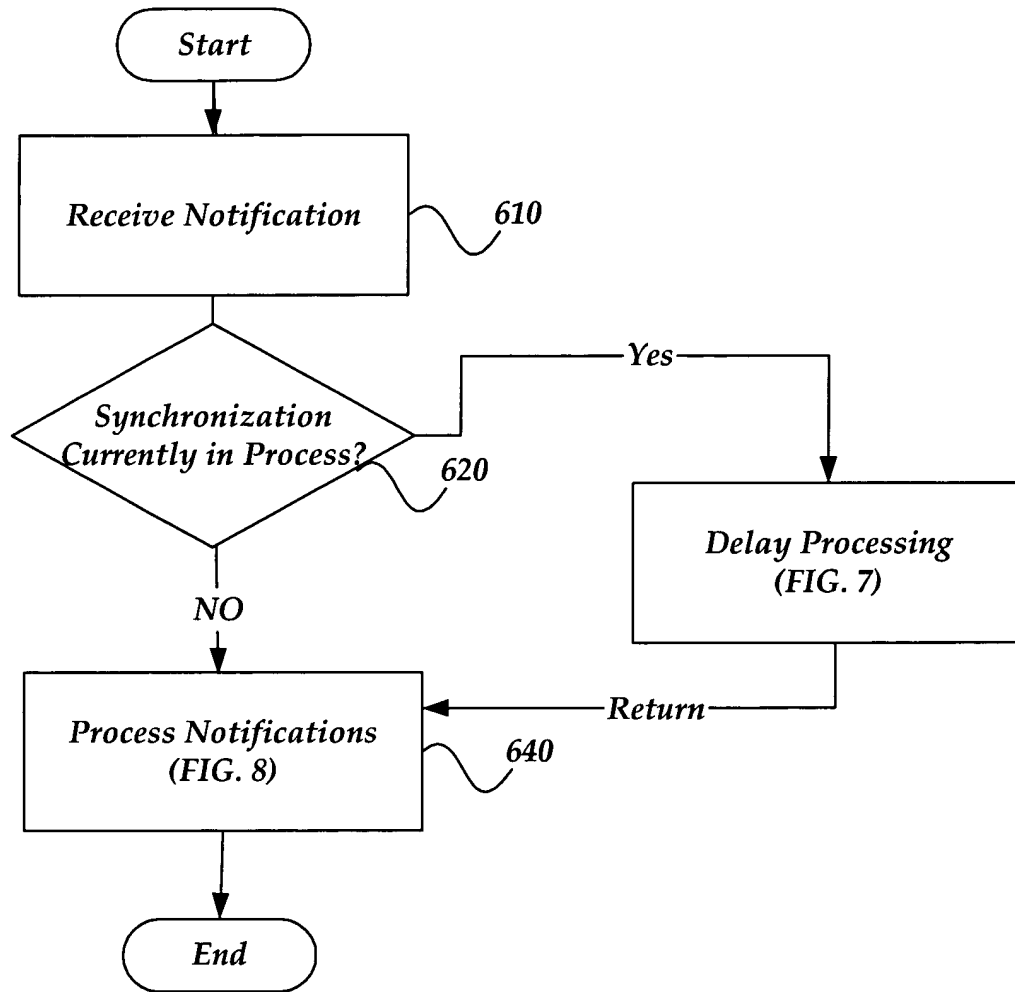 Start
Receive Notification
610
Yes
Synchronization
Currently in Process?
620
Delay Processing
(FIG. 7)
NO
Return
Process Notifications
(FIG. 8)
640
End